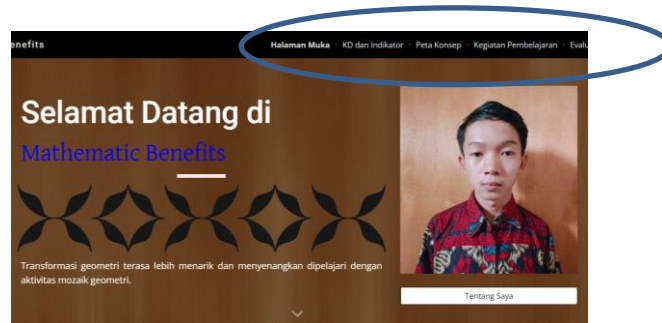 enefits
Halaman Muka · KD dan Indikator · Peta Konsep · Kegiatan Pembelajaran · Evalu
Selamat Datang di
Mathematic Benefits
Transformasi geometri terasa lebih menarik dan menyenangkan dipelajari dengan
aktivitas mozaik geometri.
Tentang Saya